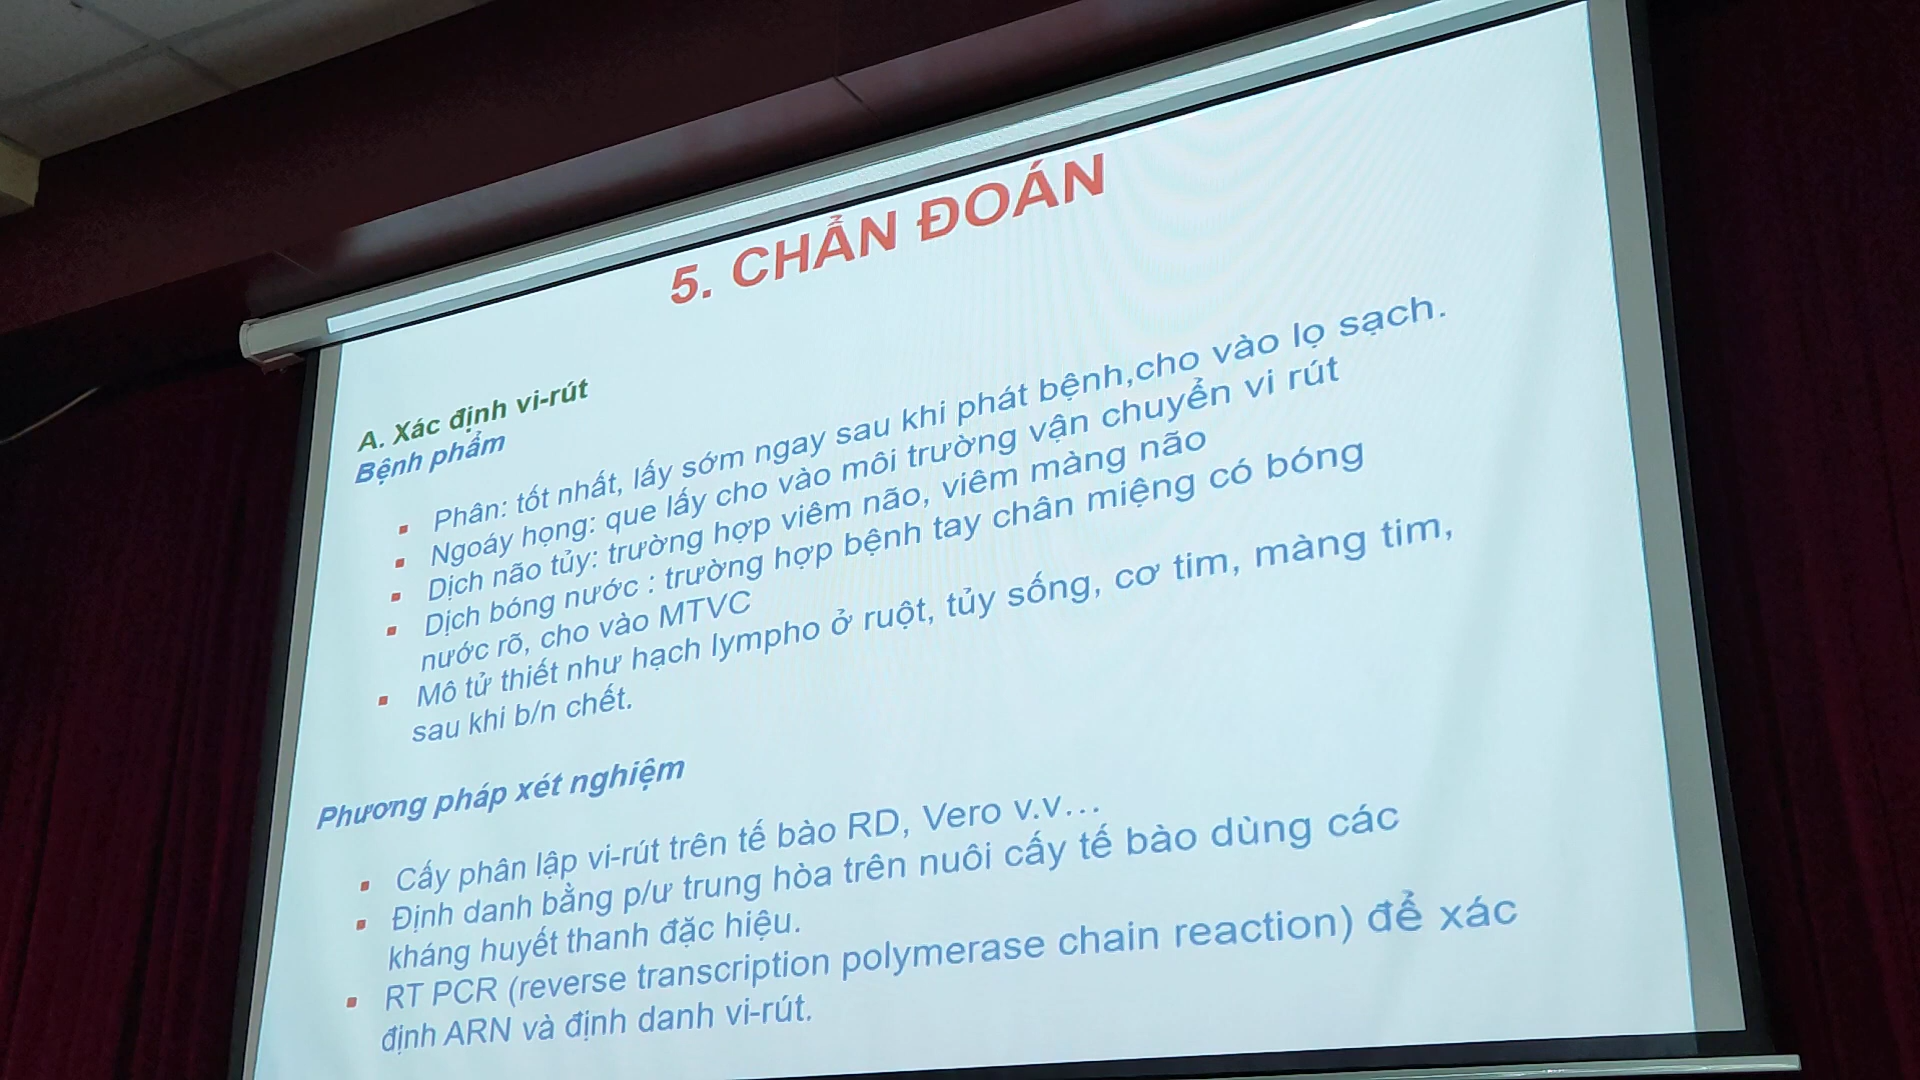 5. CHẨN ĐOÁN
A. Xác định vi-rút
Bệnh phẩm
▪ Phân: tốt nhất, lấy sớm ngay sau khi phát bệnh,cho vào lọ sạch.
▪ Ngoáy họng: que lấy cho vào môi trường vận chuyển vi rút
▪ Dịch não tủy: trường hợp viêm não, viêm màng não
▪ Dịch bóng nước : trường hợp bệnh tay chân miệng có bóng
nước rõ, cho vào MTVC
▪ Mô tử thiết như hạch lympho ở ruột, tủy sống, cơ tim, màng tim,
sau khi b/n chết.
Phương pháp xét nghiệm
▪ Cấy phân lập vi-rút trên tế bào RD, Vero v.v…
▪ Định danh bằng p/ư trung hòa trên nuôi cấy tế bào dùng các
kháng huyết thanh đặc hiệu.
▪ RT PCR (reverse transcription polymerase chain reaction) để xác
định ARN và định danh vi-rút.